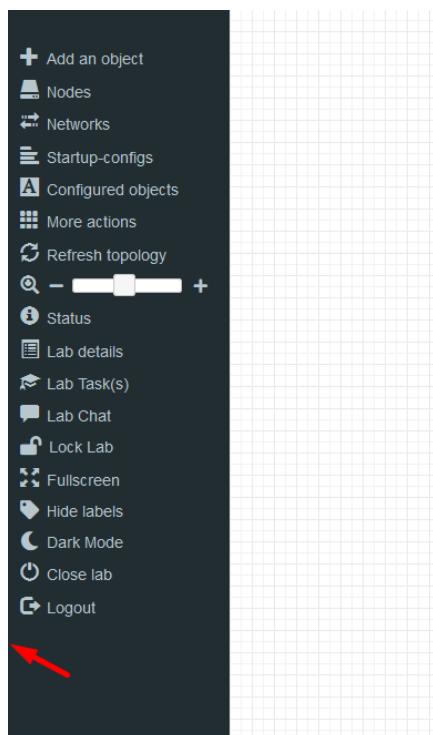 Add an object
Nodes
Networks
Startup-configs
Configured objects
More actions
Refresh topology
Status
Lab details
Lab Task(s)
Lab Chat
Lock Lab
Fullscreen
Hide labels
Dark Mode
Close lab
Logout